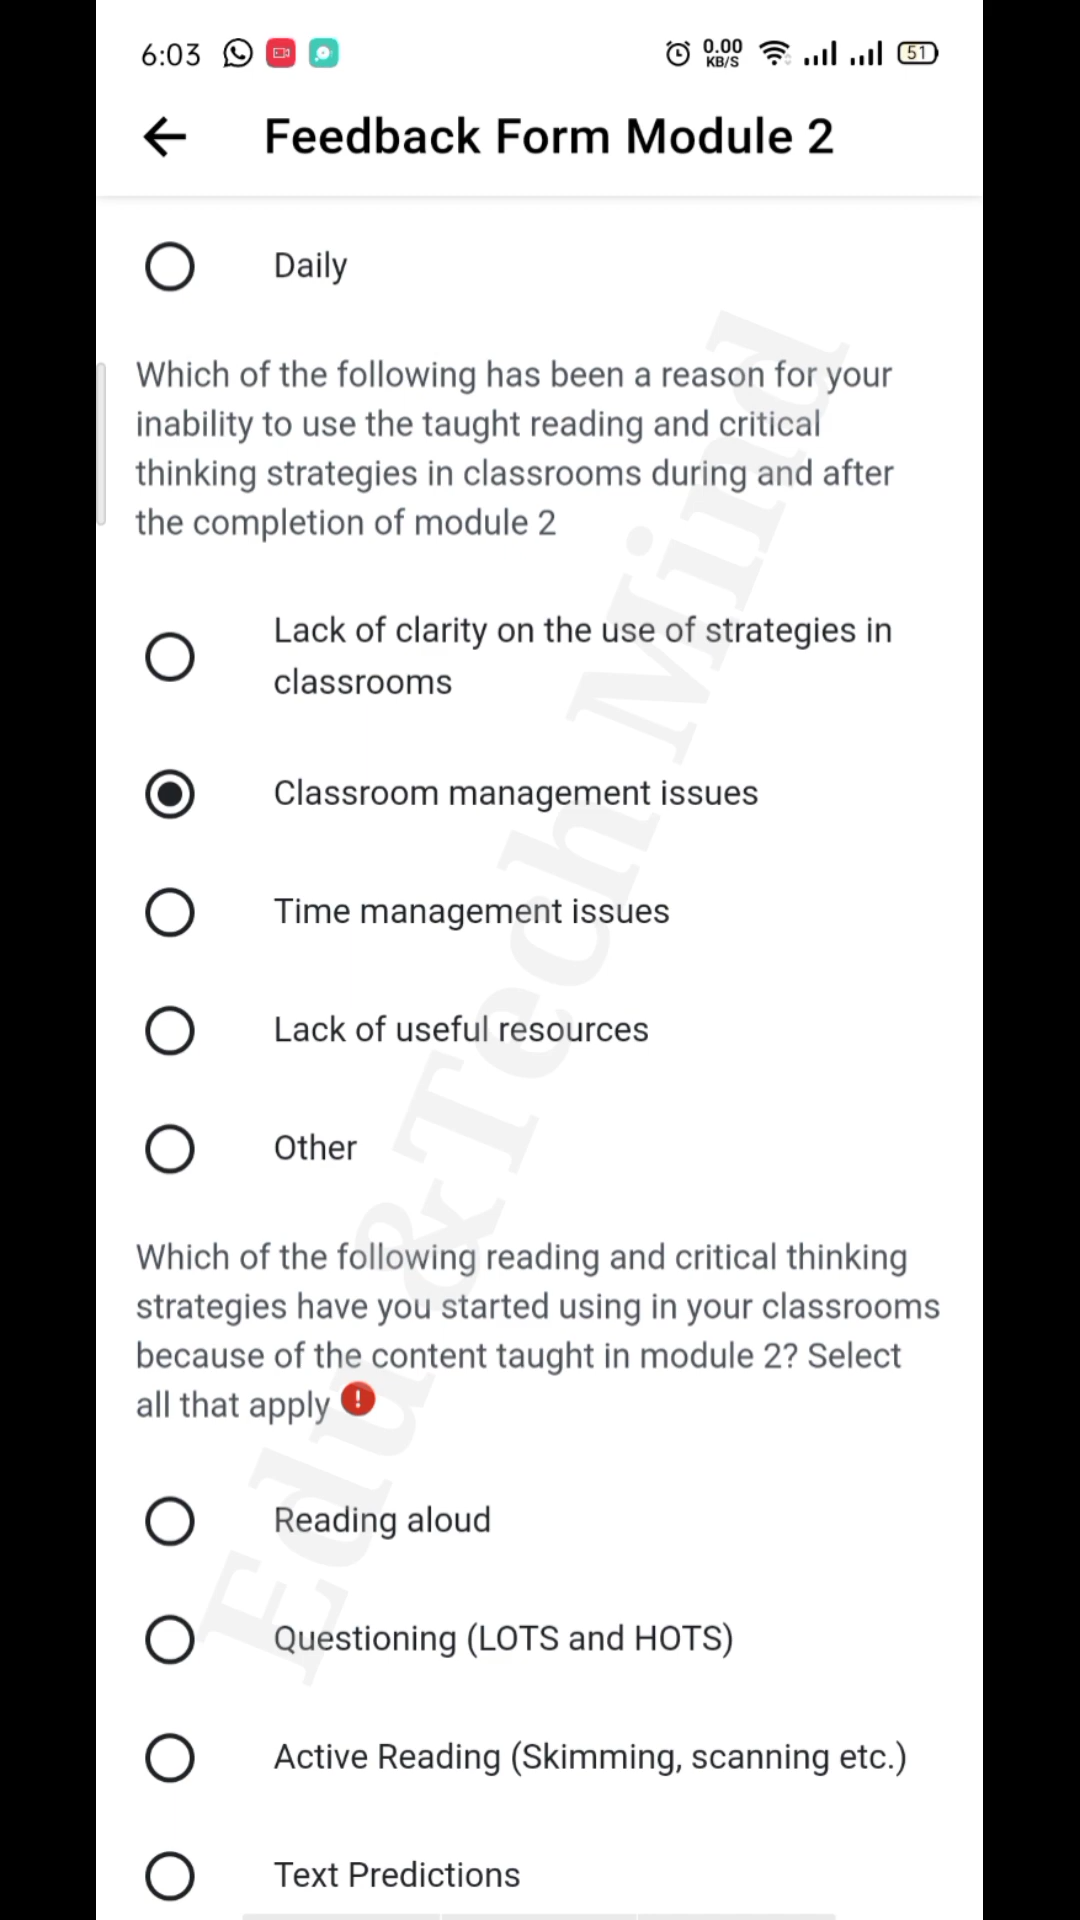 6:03
0.00
KB/S
51
Feedback Form Module 2
Daily
Which of the following has been a reason for your
inability to use the taught reading and critical
thinking strategies in classrooms during and after
the completion of module 2
Lack of clarity on the use of strategies in
classrooms
Classroom management issues
Time management issues
Lack of useful resources
Other
Which of the following reading and critical thinking
strategies have you started using in your classrooms
because of the content taught in module 2? Select
all that apply !
Reading aloud
Questioning (LOTS and HOTS)
Active Reading (Skimming, scanning etc.)
Text Predictions
Edu &Tech Mind